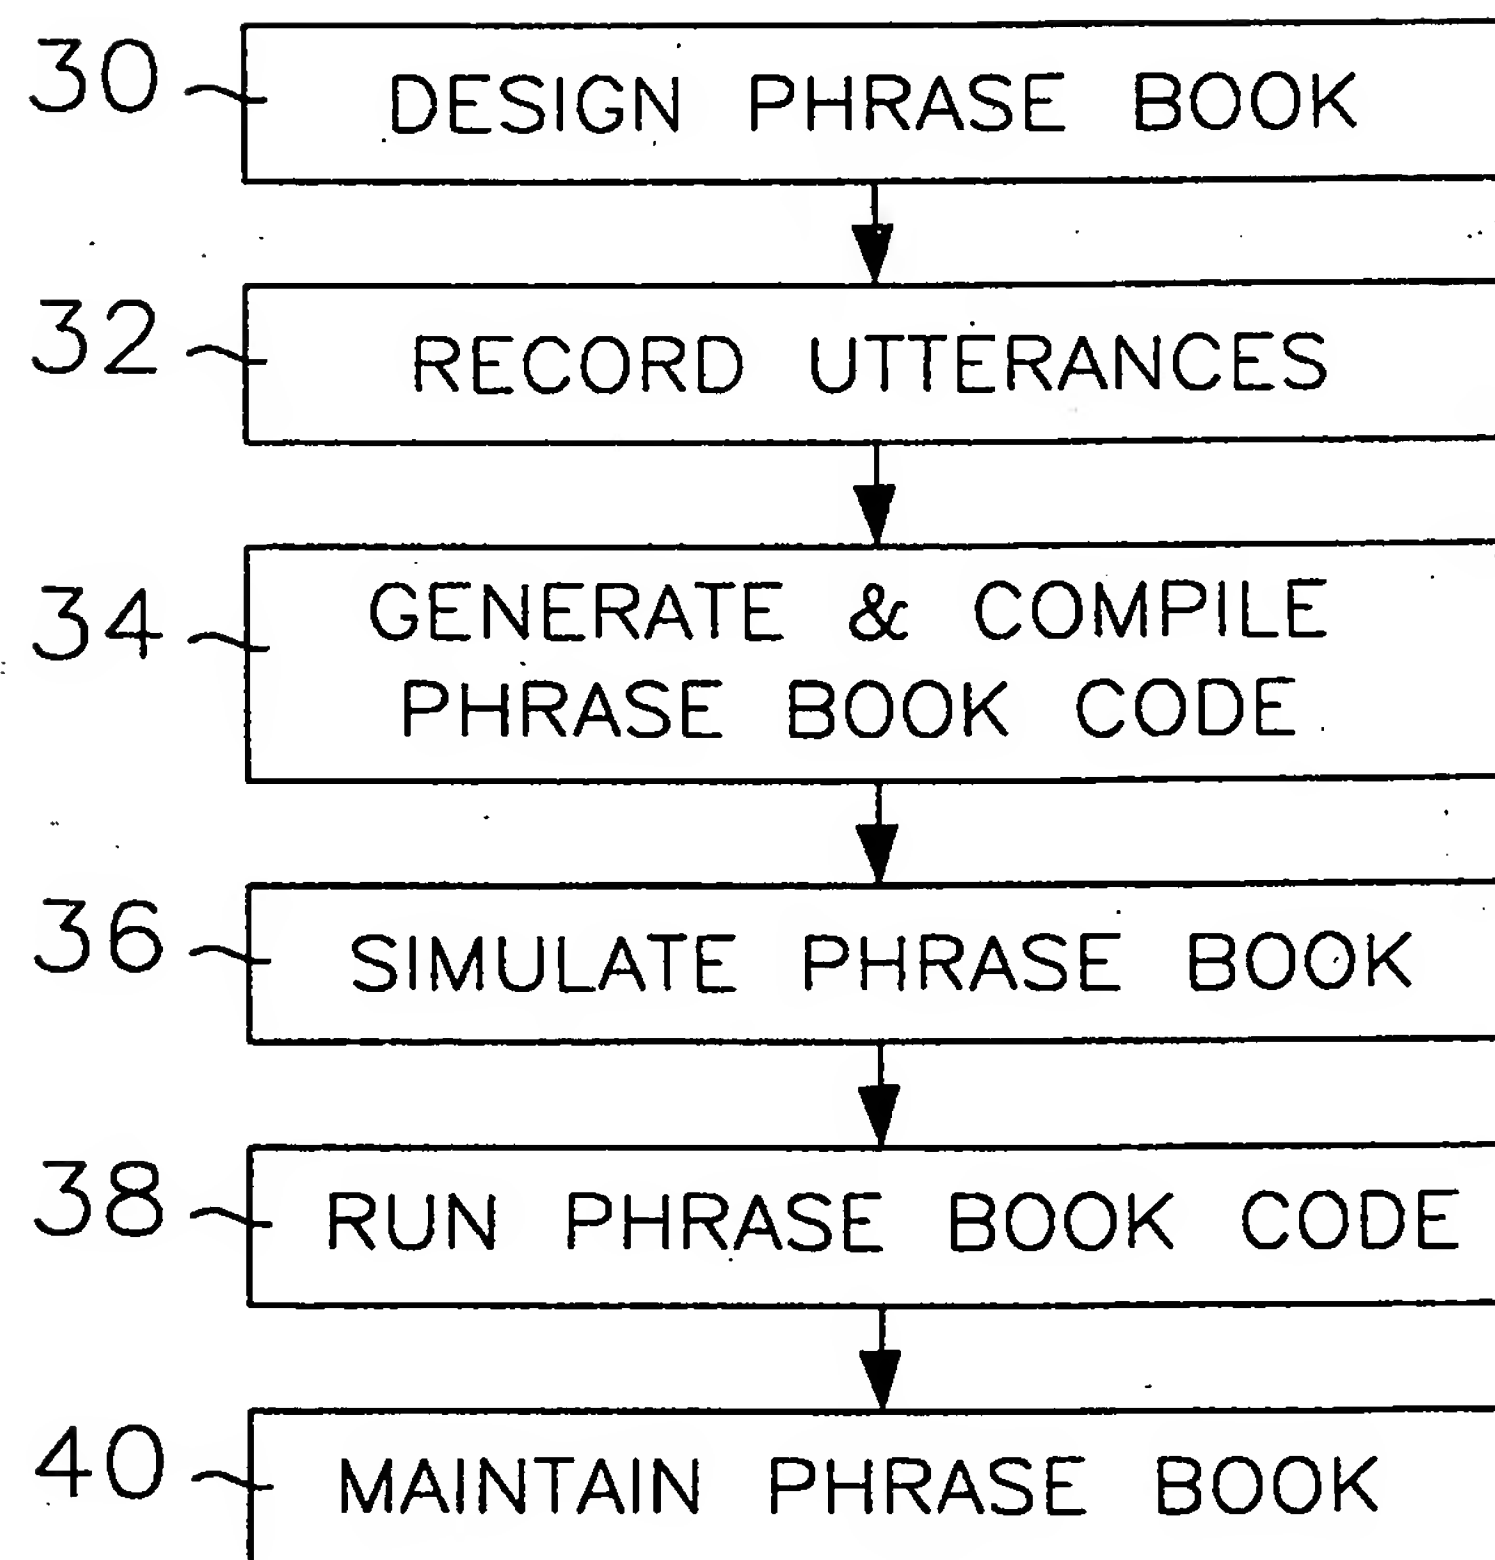 30 DESIGN PHRASE BOOK
32 RECORD UTTERANCES
34 GENERATE & COMPILE
PHRASE BOOK CODE
36 SIMULATE PHRASE BOOK
38 RUN PHRASE BOOK CODE
40 MAINTAIN PHRASE BOOK